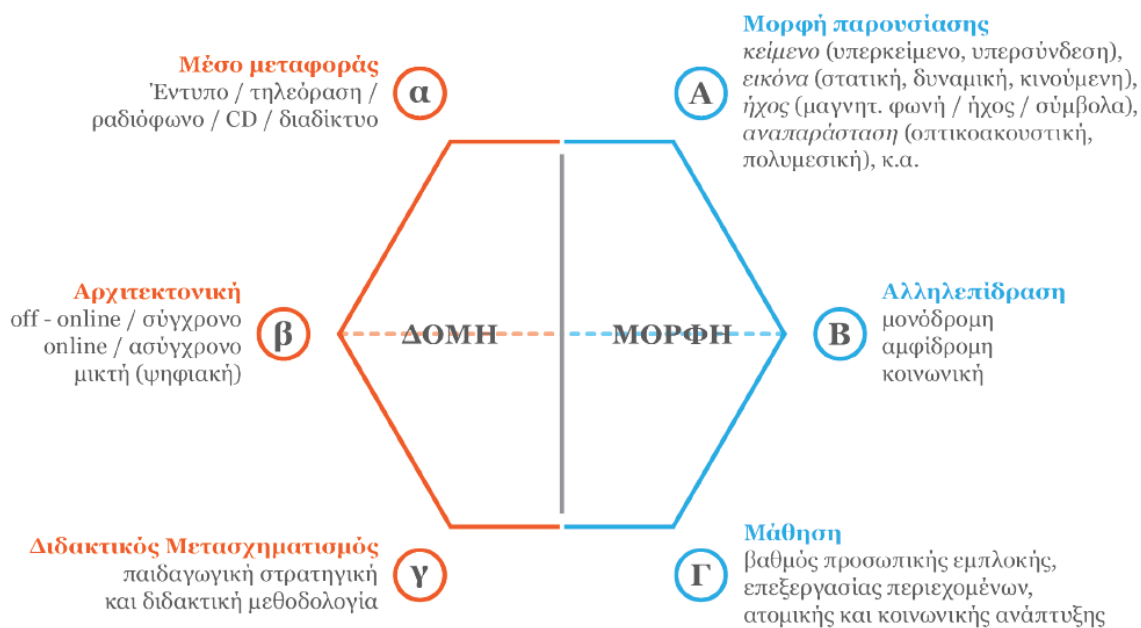 Μέσο μεταφοράς
Έντυπο / τηλεόραση /
ραδιόφωνο / CD / διαδίκτυο
α
Α
Μορφή παρουσίασης
κείμενο (υπερκείμενο, υπερσύνδεση),
εικόνα (στατική, δυναμική, κινούμενη),
ήχος (μαγνητ. φωνή / ήχος / σύμβολα),
αναπαράσταση (οπτικοακουστική,
πολυμεσική), κ.α.
Αρχιτεκτονική
off - online / σύγχρονο
online / ασύγχρονο
μικτή (ψηφιακή)
β
ΔΟΜΗ
ΜΟΡΦΗ
Β
Αλληλεπίδραση
μονόδρομη
αμφίδρομη
κοινωνική
Διδακτικός Μετασχηματισμός
παιδαγωγική στρατηγική
και διδακτική μεθοδολογία
γ
Γ
Μάθηση
βαθμός προσωπικής εμπλοκής,
επεξεργασίας περιεχομένων,
ατομικής και κοινωνικής ανάπτυξης